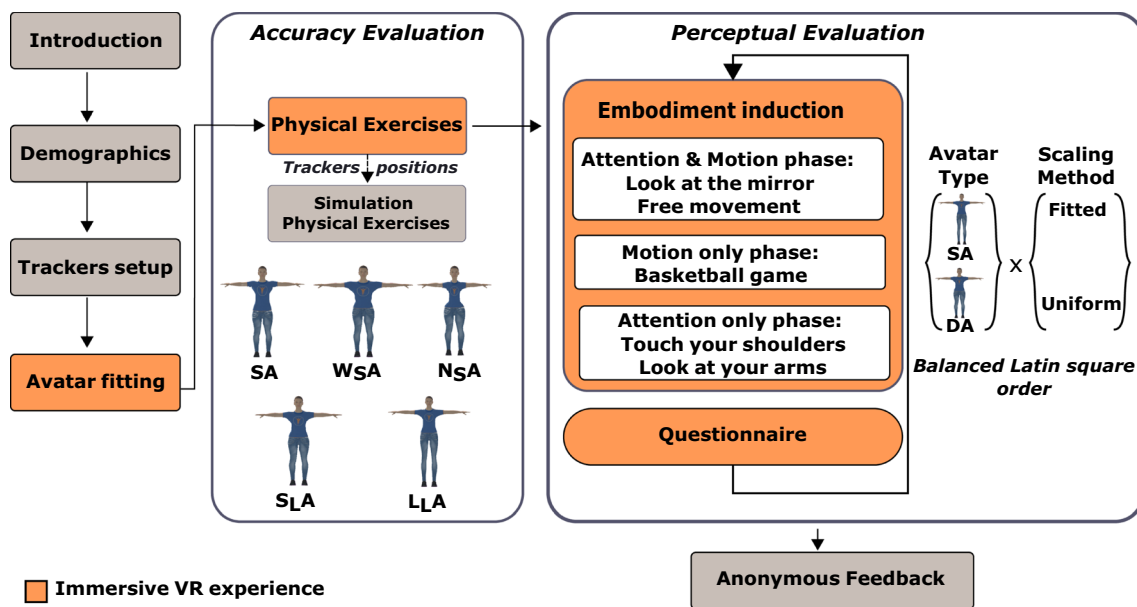 Introduction
Demographics
Trackers setup
Avatar fitting
Accuracy Evaluation
Physical Exercises
Trackers positions
Simulation
Physical Exercises
SA
WSA
NSA
SLA
LLA
Perceptual Evaluation
Embodiment induction
Attention & Motion phase:
Look at the mirror
Free movement
Motion only phase:
Basketball game
Attention only phase:
Touch your shoulders
Look at your arms
Questionnaire
Avatar
Type
SA
DA
x
Scaling
Method
Fitted
Uniform
Balanced Latin square
order
Anonymous Feedback
Immersive VR experience